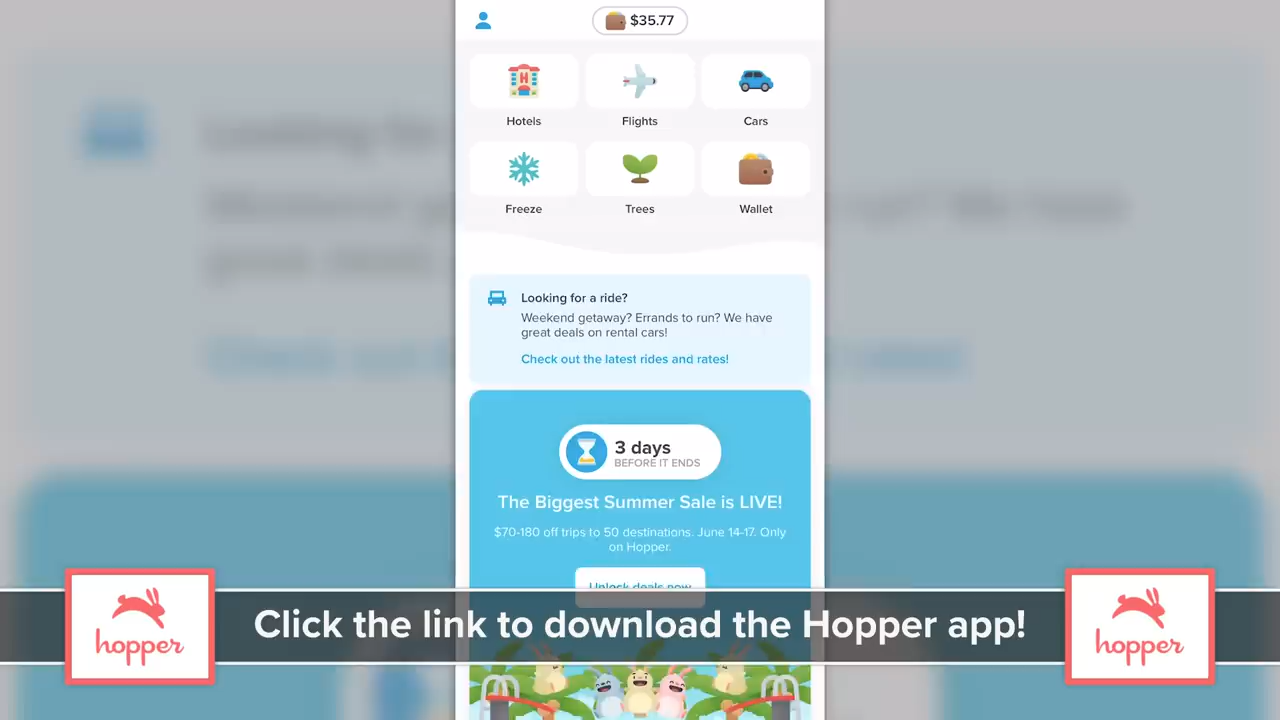 $35.77
Hotels
Flights
Cars
Freeze
Trees
Wallet
Looking for a ride?
Weekend getaway? Errands to run? We have
great deals on rental cars!
Check out the latest rides and rates!
3 days
BEFORE IT ENDS
The Biggest Summer Sale is LIVE!
$70-180 off trips to 50 destinations. June 14-17. Only
on Hopper.
Unlock deals now
hopper
Click the link to download the Hopper app!
hopper